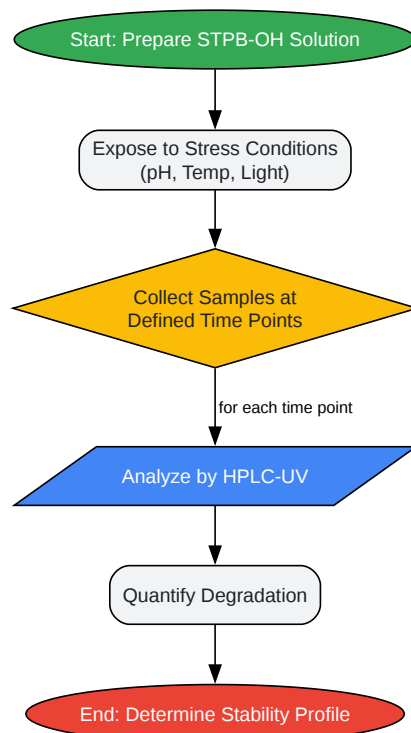 Start: Prepare STPB-OH Solution
Expose to Stress Conditions
(pH, Temp, Light)
Collect Samples at
Defined Time Points
for each time point
Analyze by HPLC-UV
Quantify Degradation
End: Determine Stability Profile